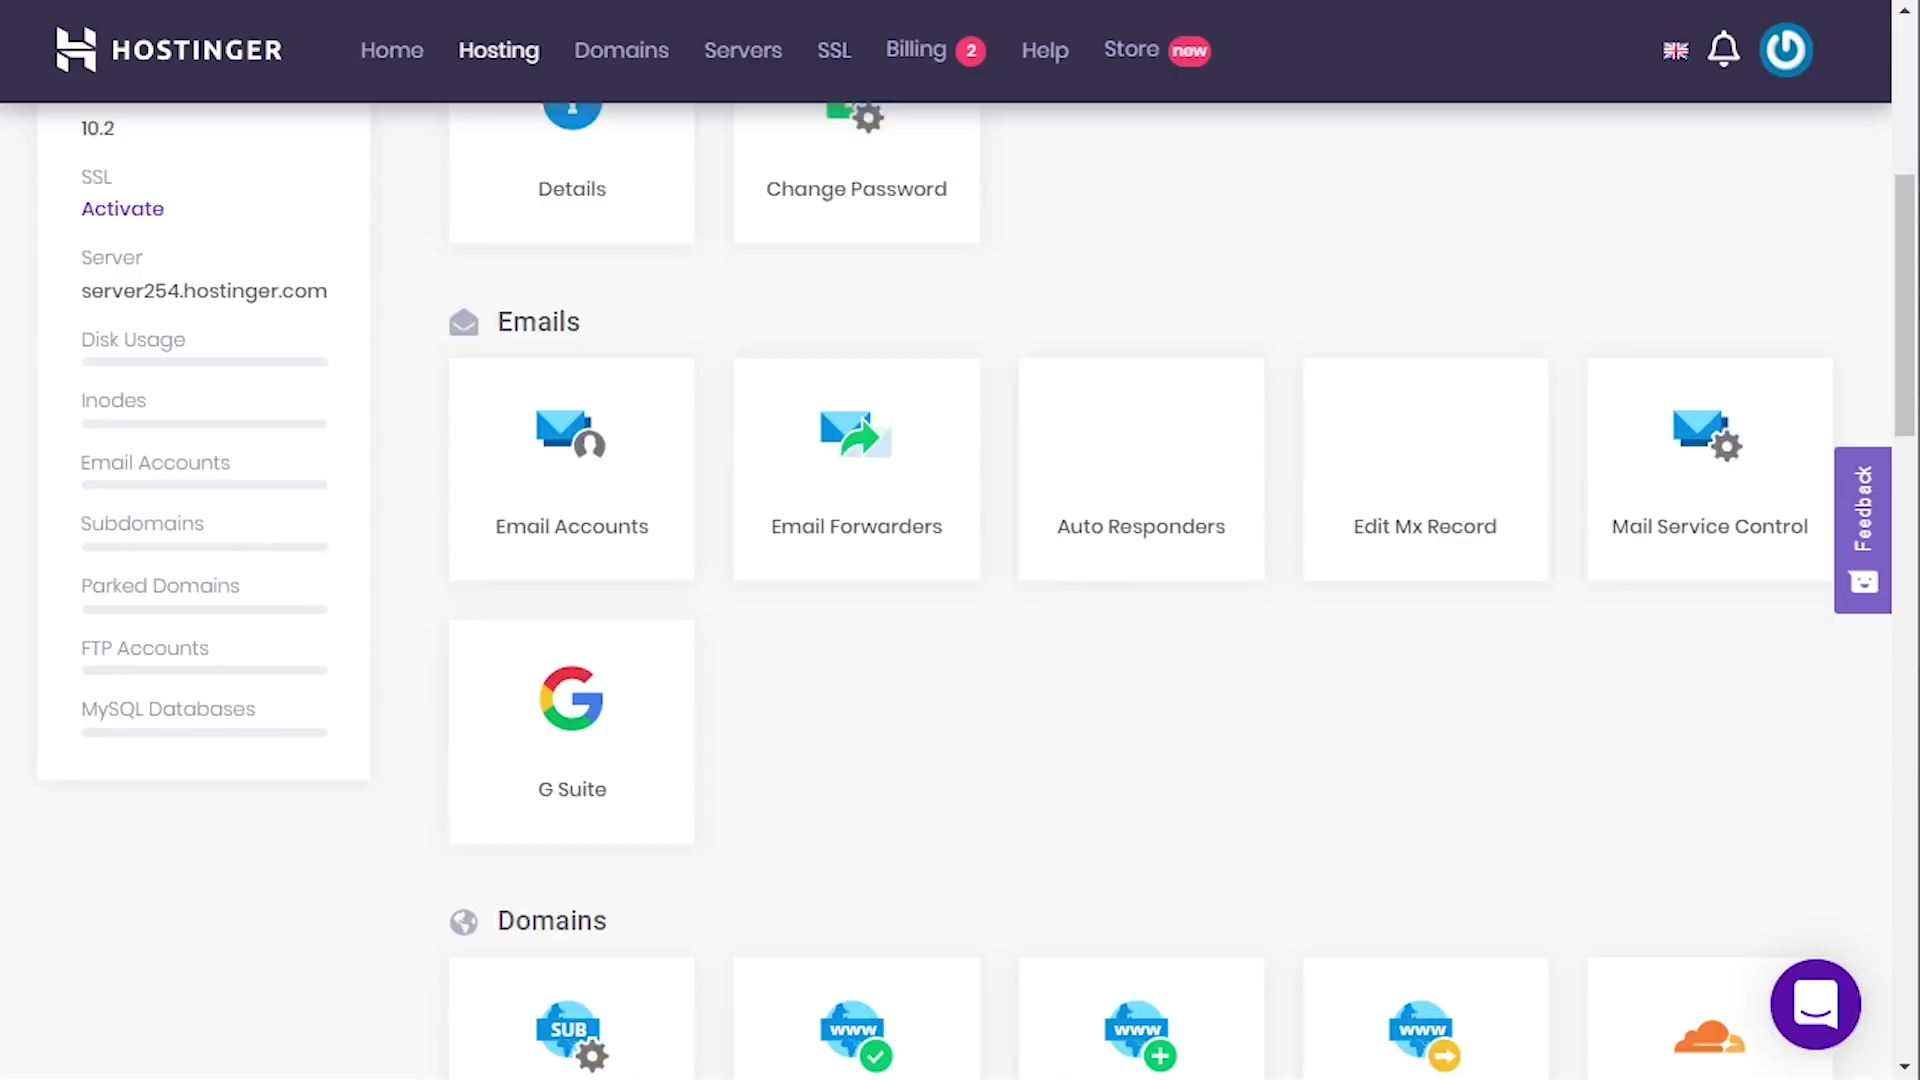 HOSTINGER
Home
Hosting
Domains
Servers
SSL
Billing 2
Help
Store new
10.2
SSL
Activate
Server
server254.hostinger.com
Disk Usage
Inodes
Email Accounts
Subdomains
Parked Domains
FTP Accounts
MySQL Databases
Details
Change Password
Emails
Email Accounts
Email Forwarders
Auto Responders
Edit Mx Record
Mail Service Control
G Suite
Domains
SUB
www
www
www
Feedback